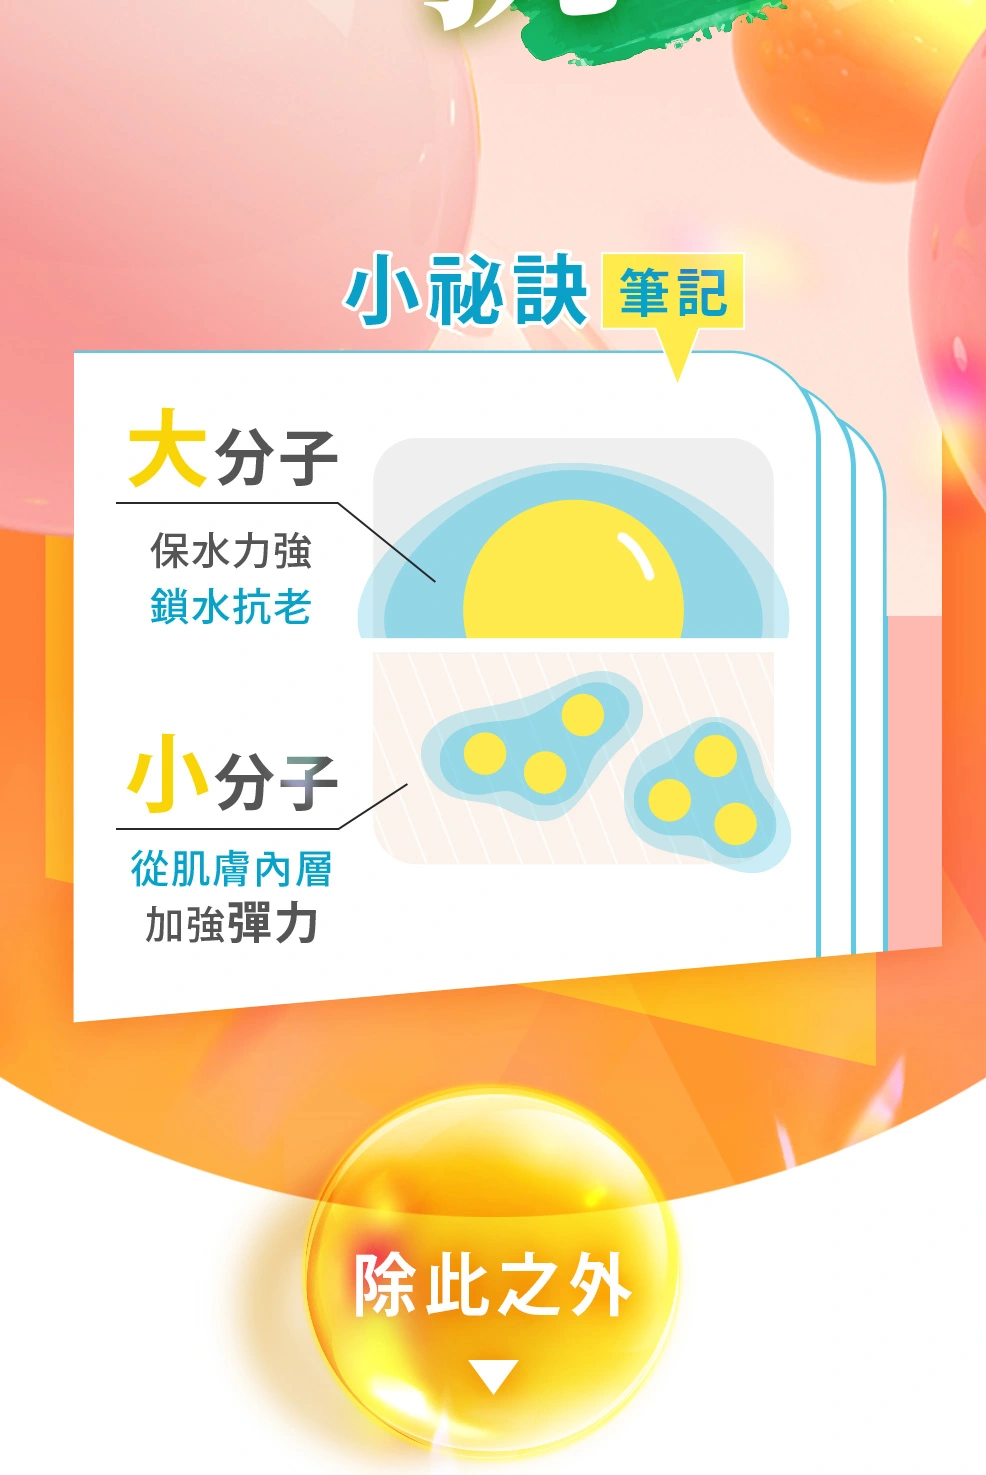 小祕訣 筆記
大分子
保水力強
鎖水抗老
小分子
從肌膚內層
加強彈力
除此之外